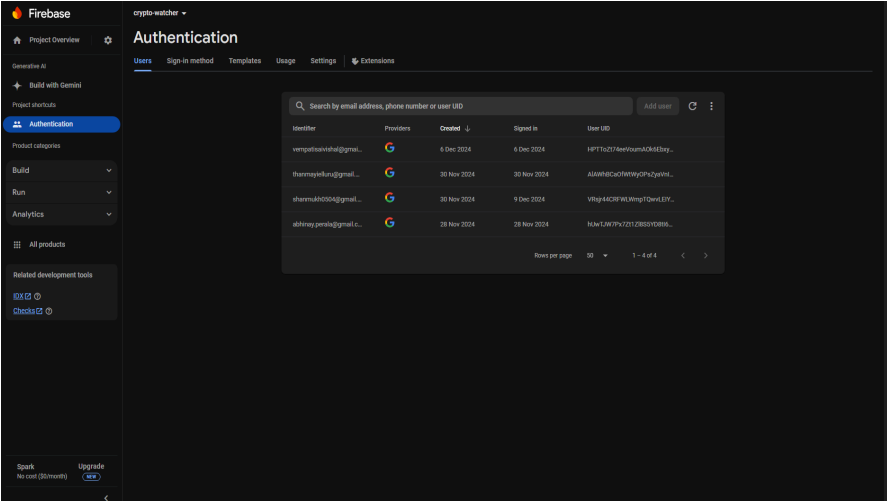 Firebase
crypto-watcher
Project Overview
Authentication
Users Sign-in method Templates Usage Settings Extensions
Generative AI
Build with Gemini
Project shortcuts
Authentication
Product categories
Build
Run
Analytics
All products
Related development tools
IDX
Checks
Spark
No cost ($0/month)
Upgrade
NEW
Search by email address, phone number or user UID
Add user
Identifier Providers Created Signed in User UID
vempatisaivishal@gmai... 6 Dec 2024 6 Dec 2024
thanmayielluru@gmail.... 30 Nov 2024 30 Nov 2024
shanmukh0504@gmail.... 30 Nov 2024 9 Dec 2024
abhinay.perala@gmail.c... 28 Nov 2024 28 Nov 2024
Rows per page 50 1 – 4 of 4